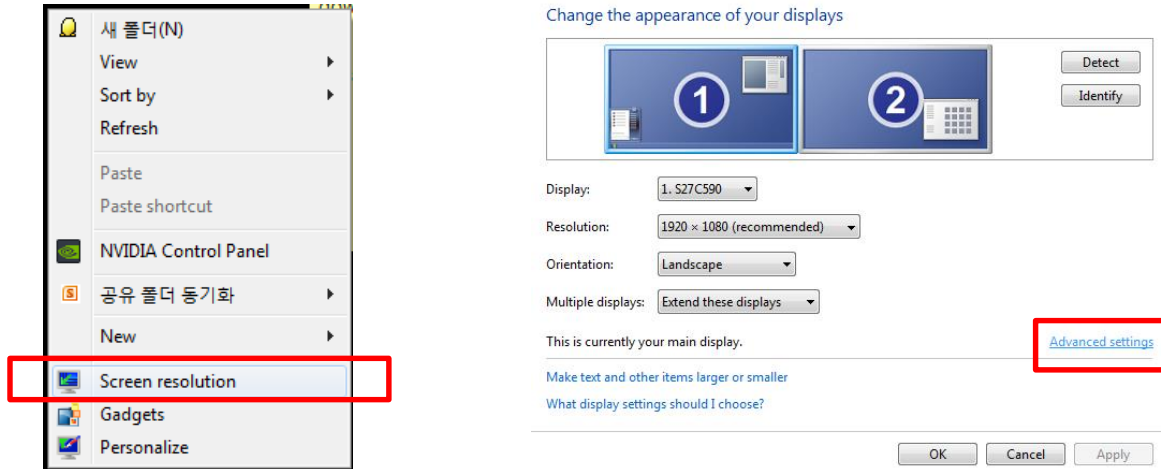 새 폴더(N)
View
Sort by
Refresh
Paste
Paste shortcut
NVIDIA Control Panel
공유 폴더 동기화
New
Screen resolution
Gadgets
Personalize
Change the appearance of your displays
1
2
Detect
Identify
Display: 1. S27C590
Resolution: 1920 × 1080 (recommended)
Orientation: Landscape
Multiple displays: Extend these displays
This is currently your main display. Advanced settings
Make text and other items larger or smaller
What display settings should I choose?
OK Cancel Apply